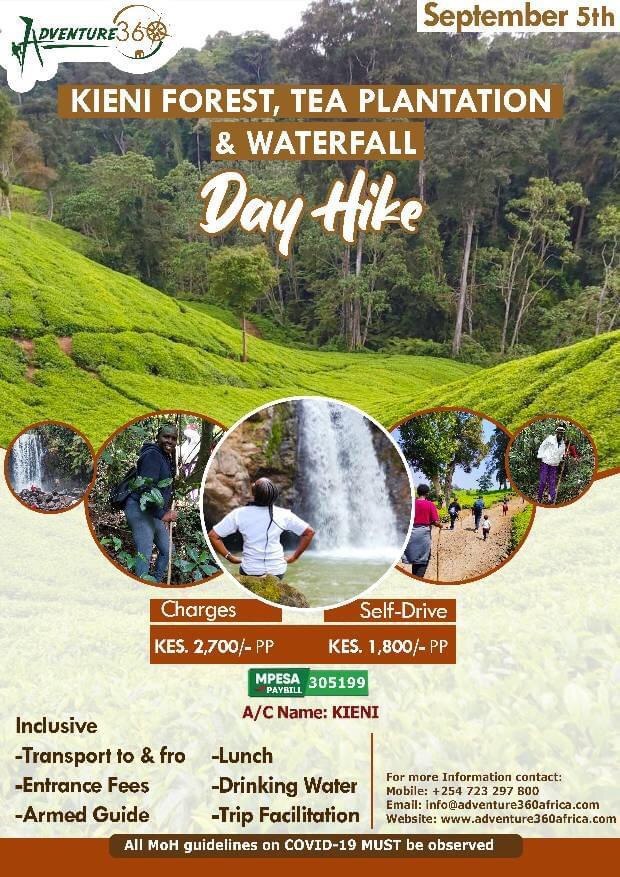 ADVENTURE360
September 5th
KIENI FOREST, TEA PLANTATION
& WATERFALL
Day Hike
Charges
KES. 2,700/- PP
Self-Drive
KES. 1,800/- PP
MPESA
PAYBILL
305199
A/C Name: KIENI
Inclusive
-Transport to & fro
-Entrance Fees
-Armed Guide
-Lunch
-Drinking Water
-Trip Facilitation
For more Information contact:
Mobile: +254 723 297 800
Email: info@adventure360africa.com
Website: www.adventure360africa.com
All MoH guidelines on COVID-19 MUST be observed